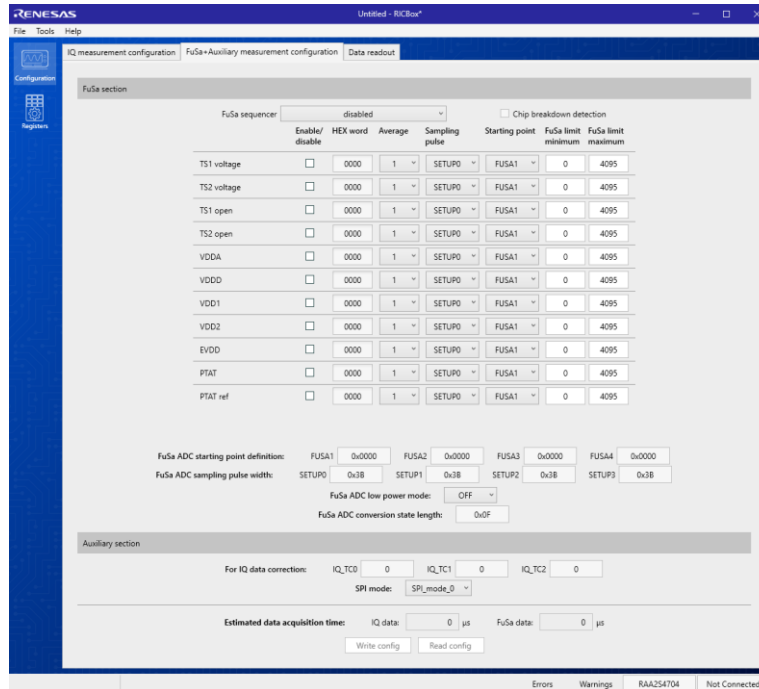 RENESAS Untitled - RICBox*
File Tools Help
Configuration
Registers
IQ measurement configuration FuSa+Auxiliary measurement configuration Data readout
FuSa section
FuSa sequencer disabled Chip breakdown detection
Enable/ HEX word Average Sampling Starting point FuSa limit FuSa limit
disable pulse minimum maximum
TS1 voltage 0000 1 SETUP0 FUSA1 0 4095
TS2 voltage 0000 1 SETUP0 FUSA1 0 4095
TS1 open 0000 1 SETUP0 FUSA1 0 4095
TS2 open 0000 1 SETUP0 FUSA1 0 4095
VDDA 0000 1 SETUP0 FUSA1 0 4095
VDDD 0000 1 SETUP0 FUSA1 0 4095
VDD1 0000 1 SETUP0 FUSA1 0 4095
VDD2 0000 1 SETUP0 FUSA1 0 4095
EVDD 0000 1 SETUP0 FUSA1 0 4095
PTAT 0000 1 SETUP0 FUSA1 0 4095
PTAT ref 0000 1 SETUP0 FUSA1 0 4095
FuSa ADC starting point definition: FUSA1 0x0000 FUSA2 0x0000 FUSA3 0x0000 FUSA4 0x0000
FuSa ADC sampling pulse width: SETUP0 0x3B SETUP1 0x3B SETUP2 0x3B SETUP3 0x3B
FuSa ADC low power mode: OFF
FuSa ADC conversion state length: 0x0F
Auxiliary section
For IQ data correction: IQ_TC0 0 IQ_TC1 0 IQ_TC2 0
SPI mode: SPI_mode_0
Estimated data acquisition time: IQ data: 0 μs FuSa data: 0 μs
Write config Read config
Errors Warnings RAA2S4704 Not Connected